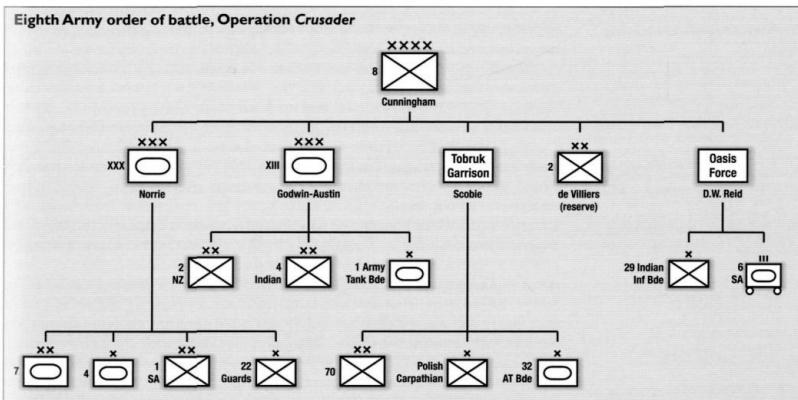 Eighth Army order of battle, Operation Crusader
XXXX
8
Cunningham
XXX
XXX
Norrie
XXX
XIII
Godwin-Austin
Tobruk
Garrison
Scobie
XX
2
de Villiers
(reserve)
Oasis
Force
D.W. Reid
XX
2
NZ
XX
4
Indian
X
1 Army
Tank Bde
X
29 Indian
Inf Bde
III
6
SA
XX
7
X
4
XX
1
SA
X
22
Guards
XX
70
X
Polish
Carpathian
X
32
AT Bde